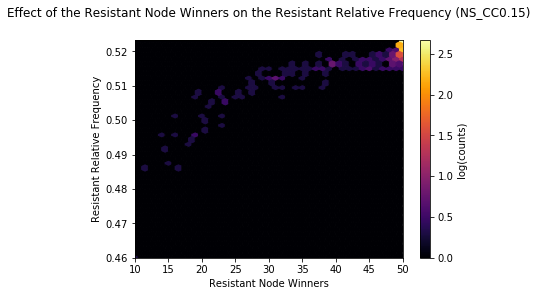 Effect of the Resistant Node Winners on the Resistant Relative Frequency (NS_CC0.15)
0.52
0.51
0.50
0.49
0.48
0.47
0.46
Resistant Relative Frequency
10 15 20 25 30 35 40 45 50
Resistant Node Winners
2.5
2.0
1.5
1.0
0.5
0.0
log(counts)